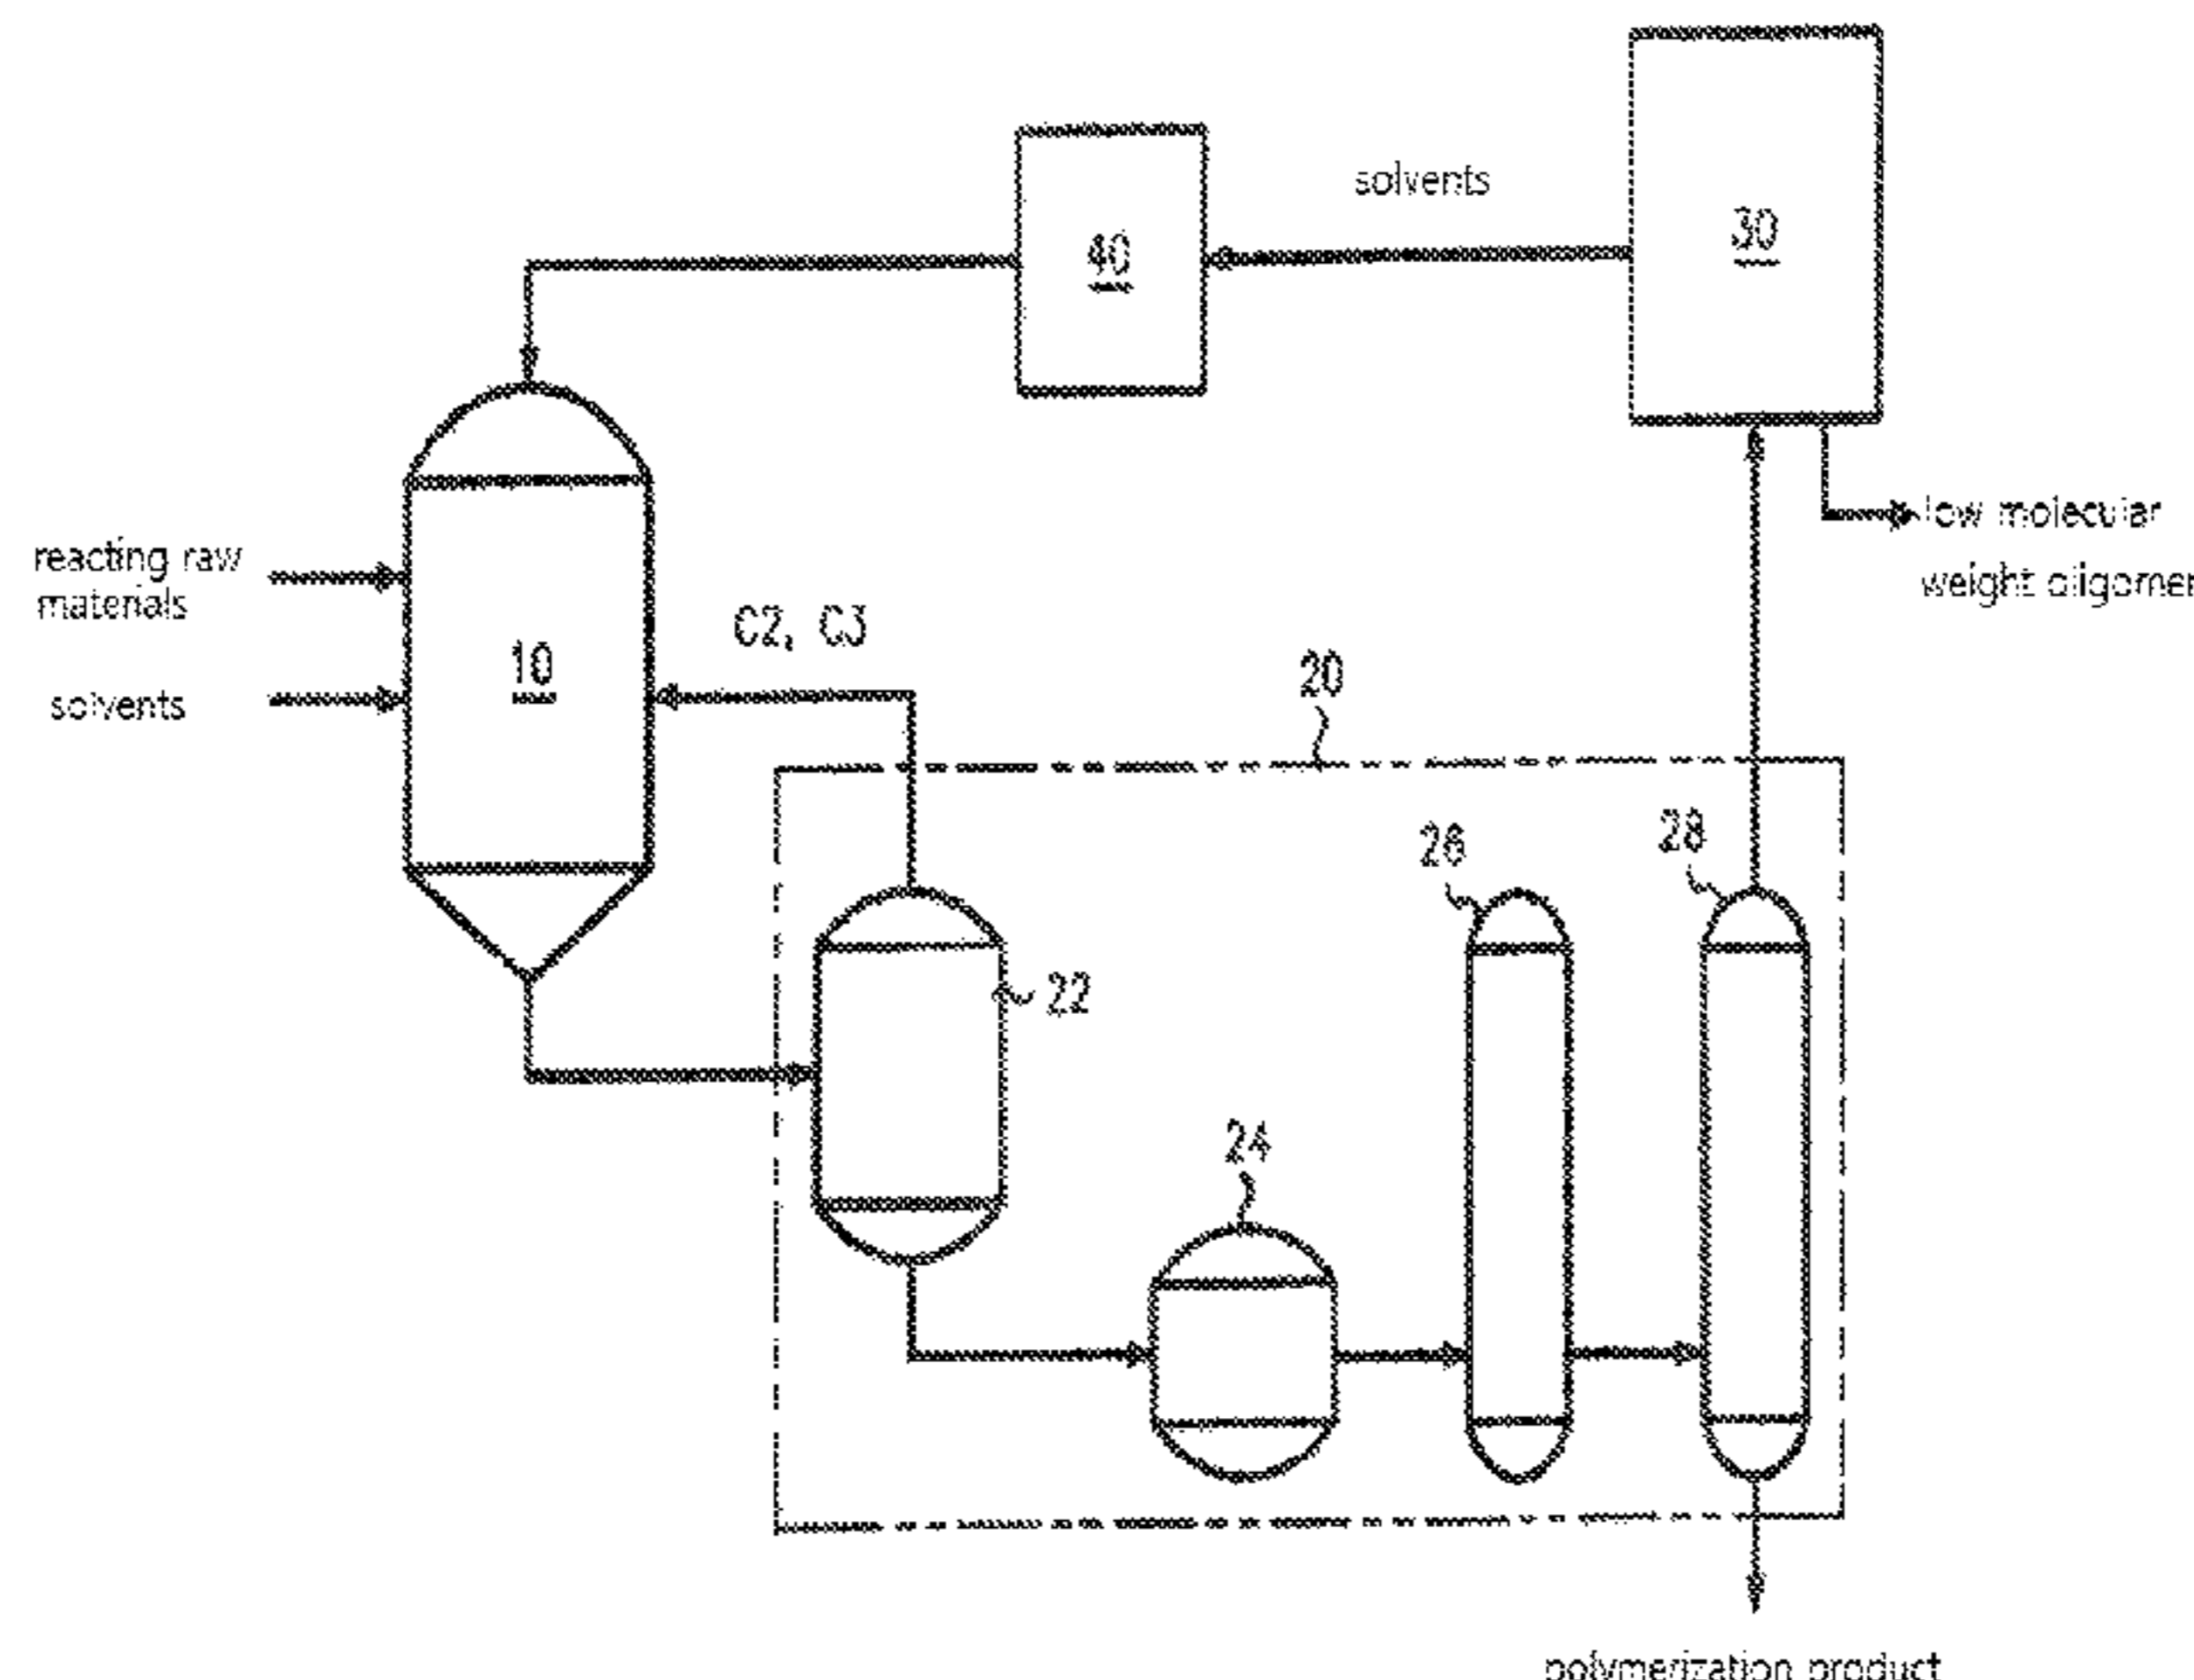 30
solvents
40
low molecular
weight oligomer
reacting raw
materials
C2, C3
10
20
solvents
26
28
22
24
polymerization product